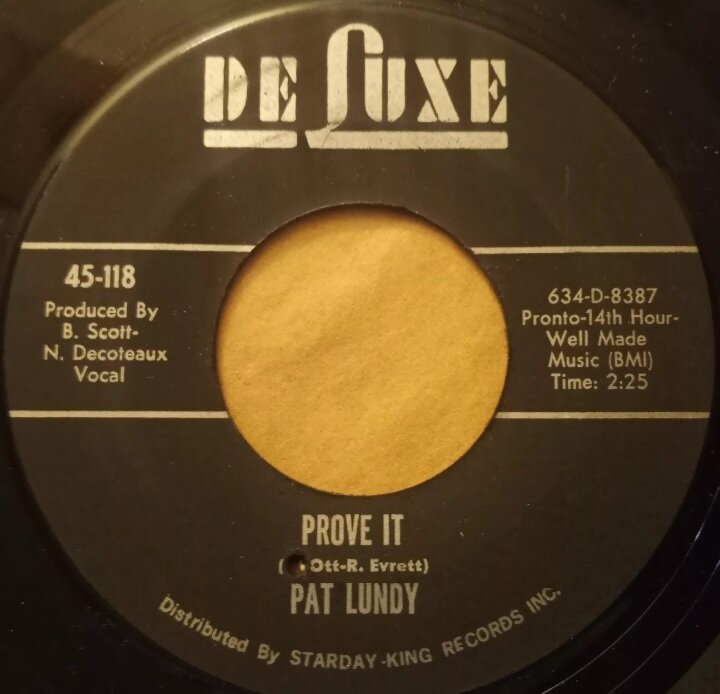 DE LUXE
45-118
Produced By
B. Scott-
N. Decoteaux
Vocal
634-D-8387
Pronto-14th Hour-
Well Made
Music (BMI)
Time: 2:25
PROVE IT
( Ott-R. Evrett)
PAT LUNDY
Distributed By STARDAY-KING RECORDS INC.